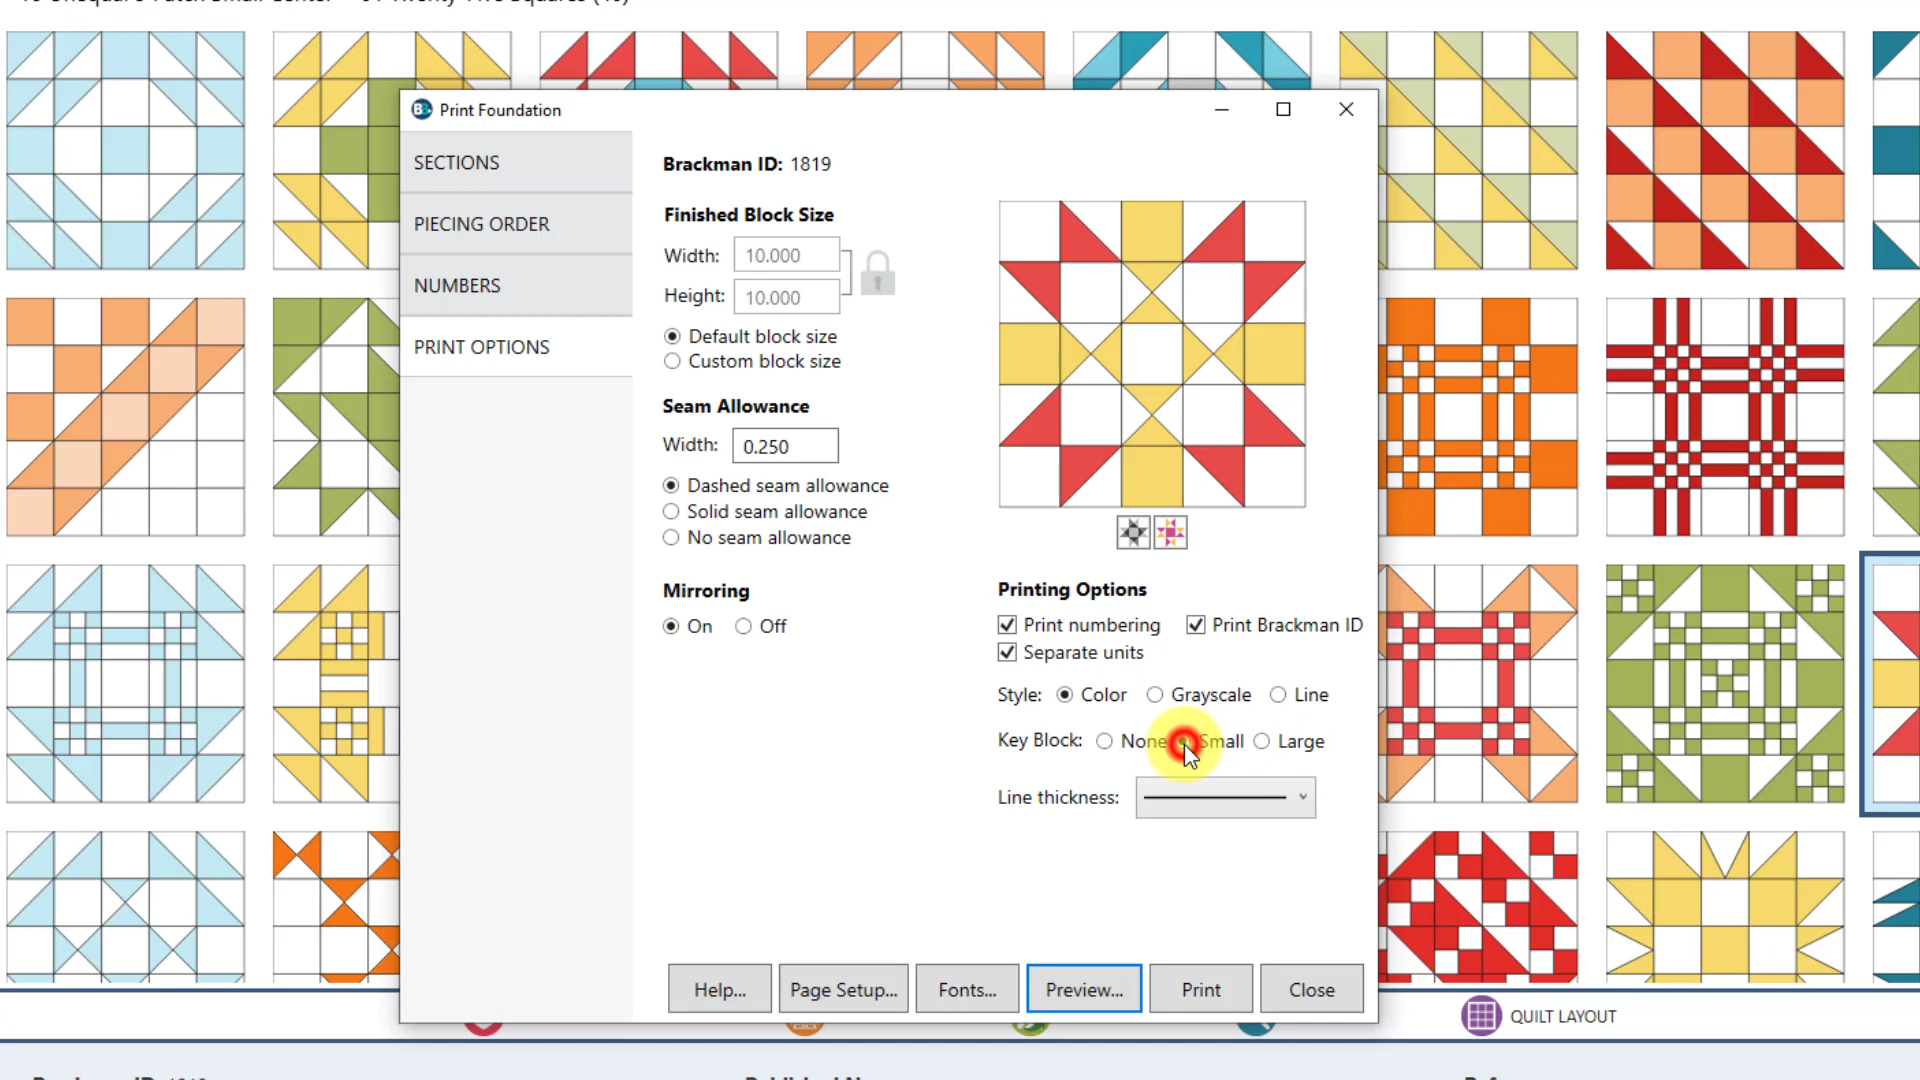 Print Foundation
SECTIONS
PIECING ORDER
NUMBERS
PRINT OPTIONS
Brackman ID: 1819
Finished Block Size
Width: 10.000
Height: 10.000
Default block size
Custom block size
Seam Allowance
Width: 0.250
Dashed seam allowance
Solid seam allowance
No seam allowance
Mirroring
On Off
Printing Options
Print numbering Print Brackman ID
Separate units
Style: Color Grayscale Line
Key Block: None Small Large
Line thickness:
Help... Page Setup... Fonts... Preview... Print Close
QUILT LAYOUT